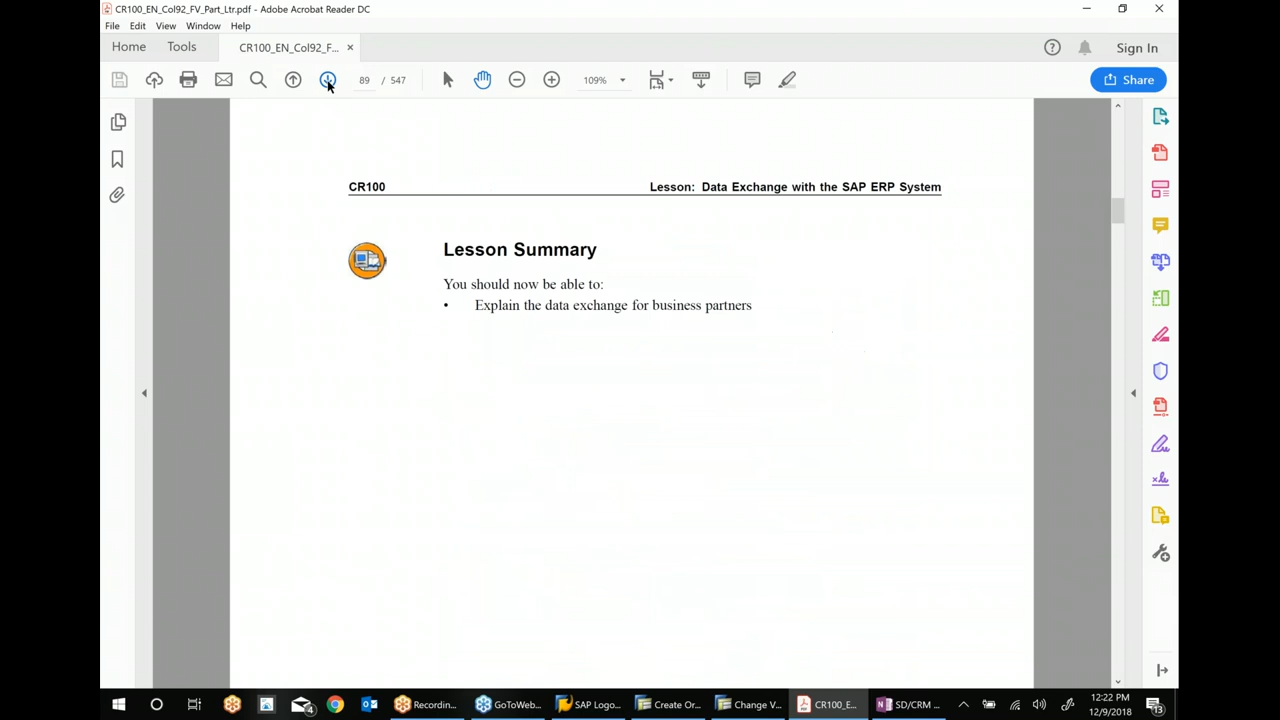 CR100_EN_Col92_FV_Part_Ltr.pdf - Adobe Acrobat Reader DC
File Edit View Window Help
Home Tools CR100_EN_Col92_F... × Sign In
89 / 547 109% Share
CR100 Lesson: Data Exchange with the SAP ERP System
Lesson Summary
You should now be able to:
• Explain the data exchange for business partners
12:22 PM
4 Recordin... GoToWeb... SAP Logo... Create Or... Change V... CR100_E... SD/CRM ... 13
12/9/2018